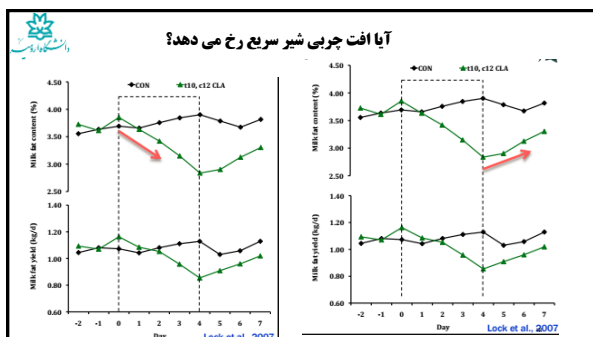 آیا افت چربی شیر سریع رخ می دهد؟
دانشگاه ارومیه
CON t10, c12 CLA
Milk fat content (%)
4.50
4.00
3.50
3.00
2.50
Milk fat yield (kg/d)
1.40
1.20
1.00
0.80
0.60
-2 -1 0 1 2 3 4 5 6 7
Day
Lock et al., 2007
CON t10, c12 CLA
Milk fat content (%)
4.50
4.00
3.50
3.00
2.50
Milk fat yield (kg/d)
1.40
1.20
1.00
0.80
0.60
-2 -1 0 1 2 3 4 5 6 7
Day
Lock et al., 2007